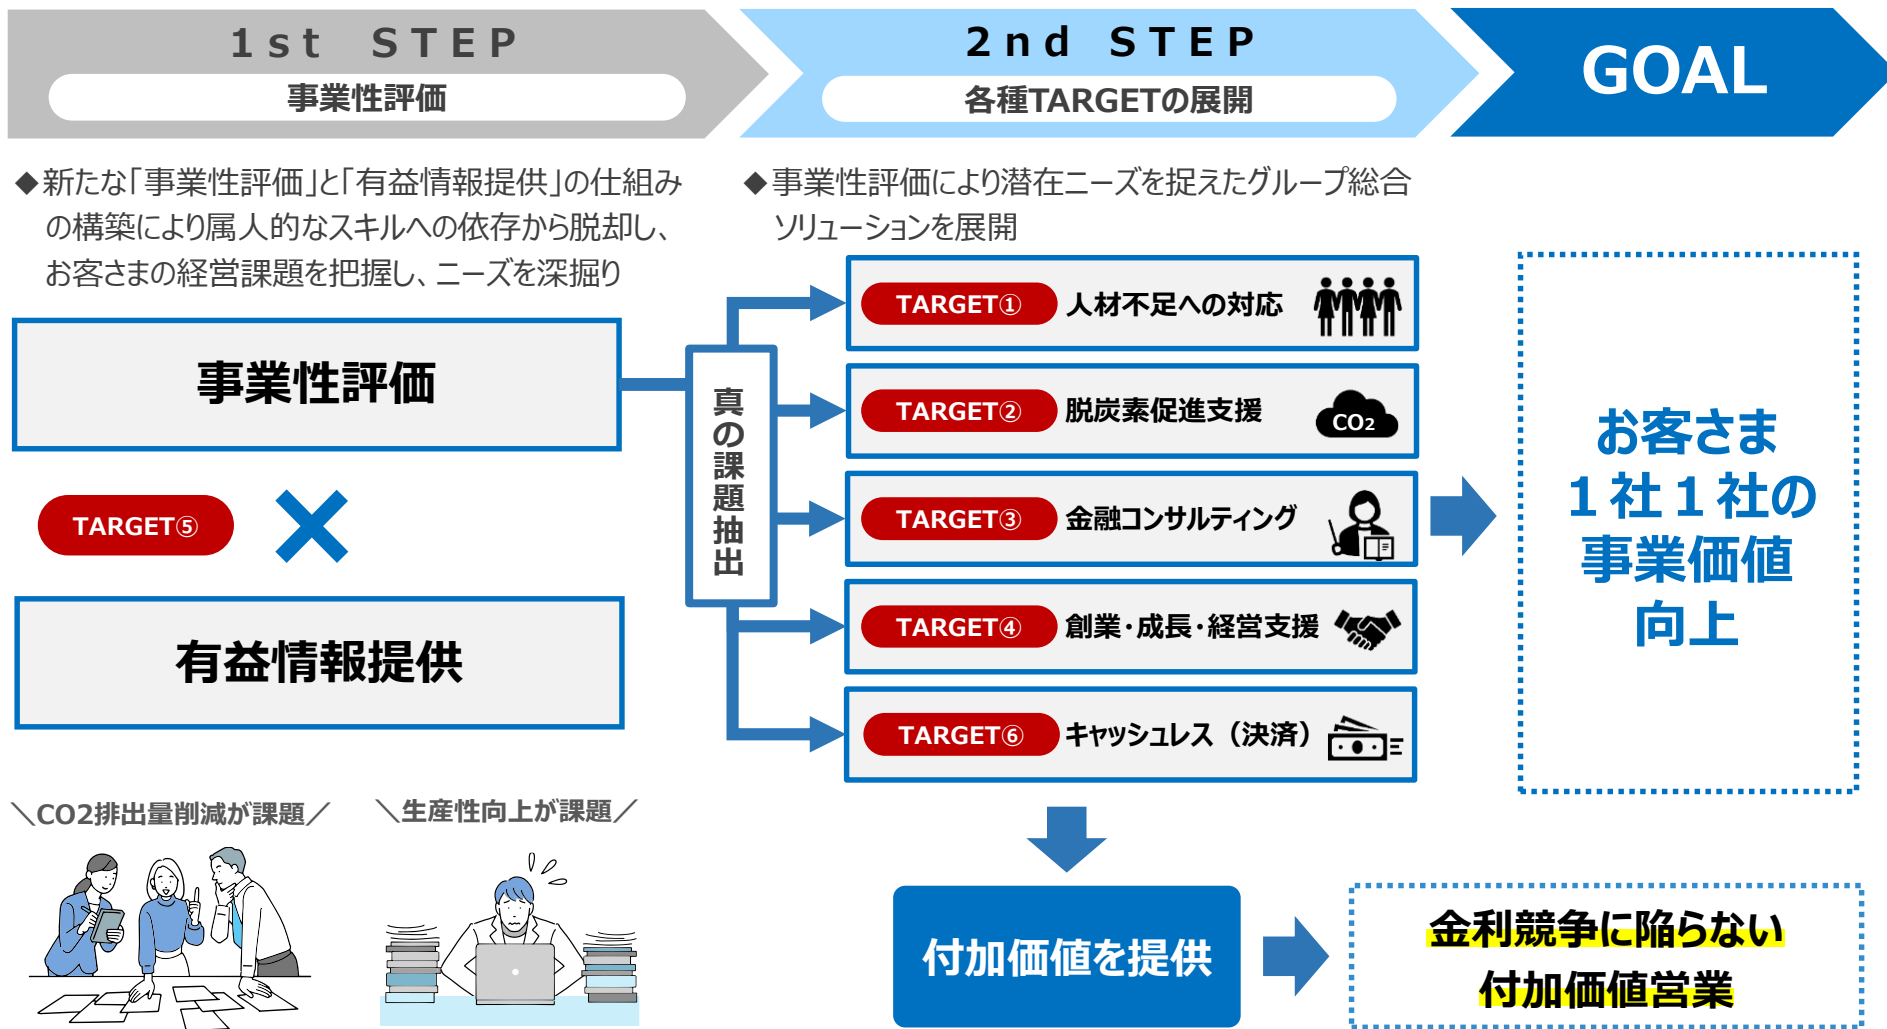 1st STEP
事業性評価
2nd STEP
各種TARGETの展開
GOAL
◆新たな「事業性評価」と「有益情報提供」の仕組み
の構築により属人的なスキルへの依存から脱却し、
お客さまの経営課題を把握し、ニーズを深掘り
◆事業性評価により潜在ニーズを捉えたグループ総合
ソリューションを展開
事業性評価
TARGET⑤
有益情報提供
真の課題抽出
TARGET① 人材不足への対応
TARGET② 脱炭素促進支援
CO2
TARGET③ 金融コンサルティング
TARGET④ 創業・成長・経営支援
TARGET⑥ キャッシュレス（決済）
お客さま
１社１社の
事業価値
向上
＼CO2排出量削減が課題／
＼生産性向上が課題／
付加価値を提供
金利競争に陥らない
付加価値営業